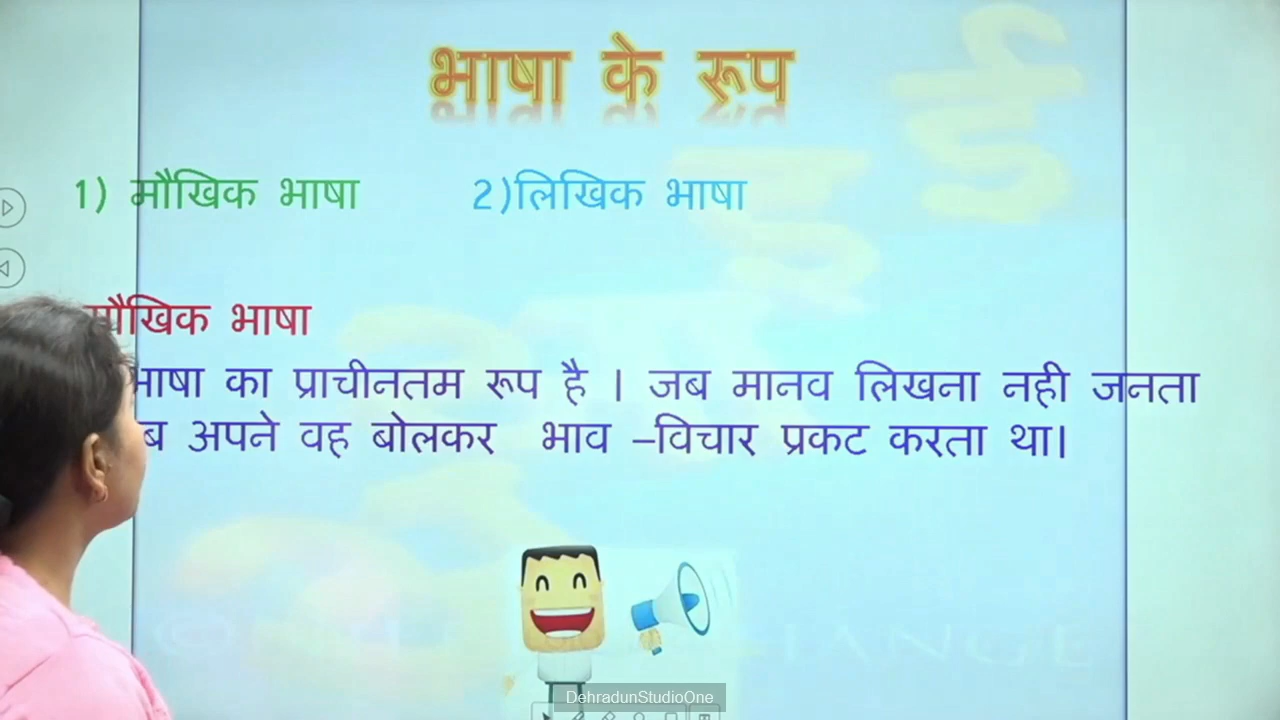 भाषा के रूप
1) मौखिक भाषा 2)लिखिक भाषा
मौखिक भाषा
भाषा का प्राचीनतम रूप है । जब मानव लिखना नही जनता
अपने वह बोलकर भाव –विचार प्रकट करता था।
DehradunStudioOne